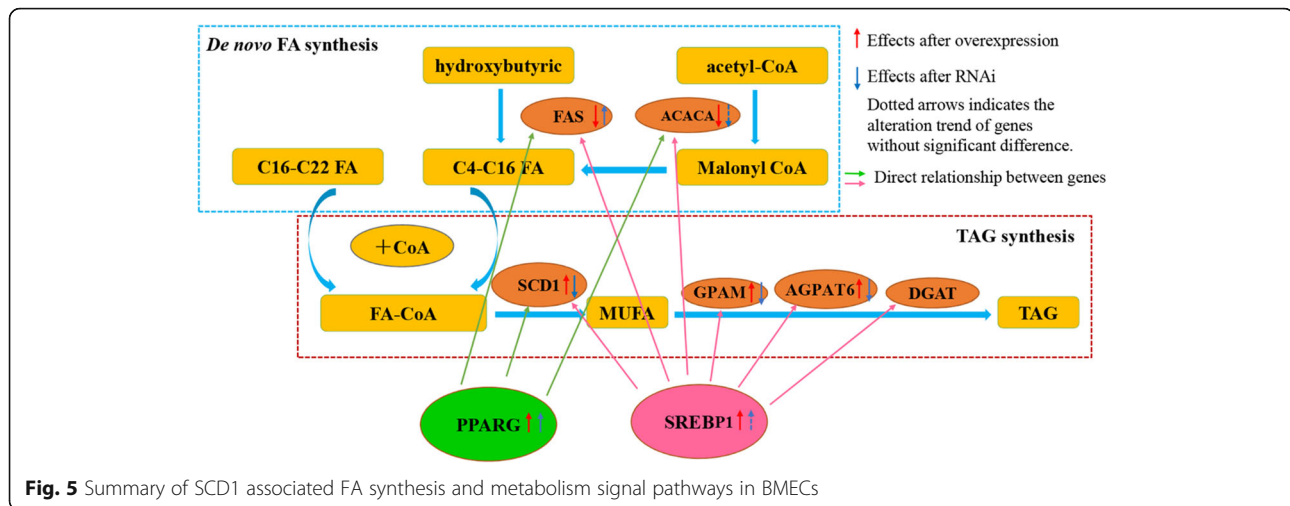 De novo FA synthesis
hydroxybutyric
acetyl-CoA
Effects after overexpression
Effects after RNAi
Dotted arrows indicates the
alteration trend of genes
without significant difference.
Direct relationship between genes
FAS
ACACA
C16-C22 FA
C4-C16 FA
Malonyl CoA
TAG synthesis
+CoA
SCD1
GPAM
AGPAT6
DGAT
FA-CoA
MUFA
TAG
PPARG
SREBP1
Fig. 5 Summary of SCD1 associated FA synthesis and metabolism signal pathways in BMECs